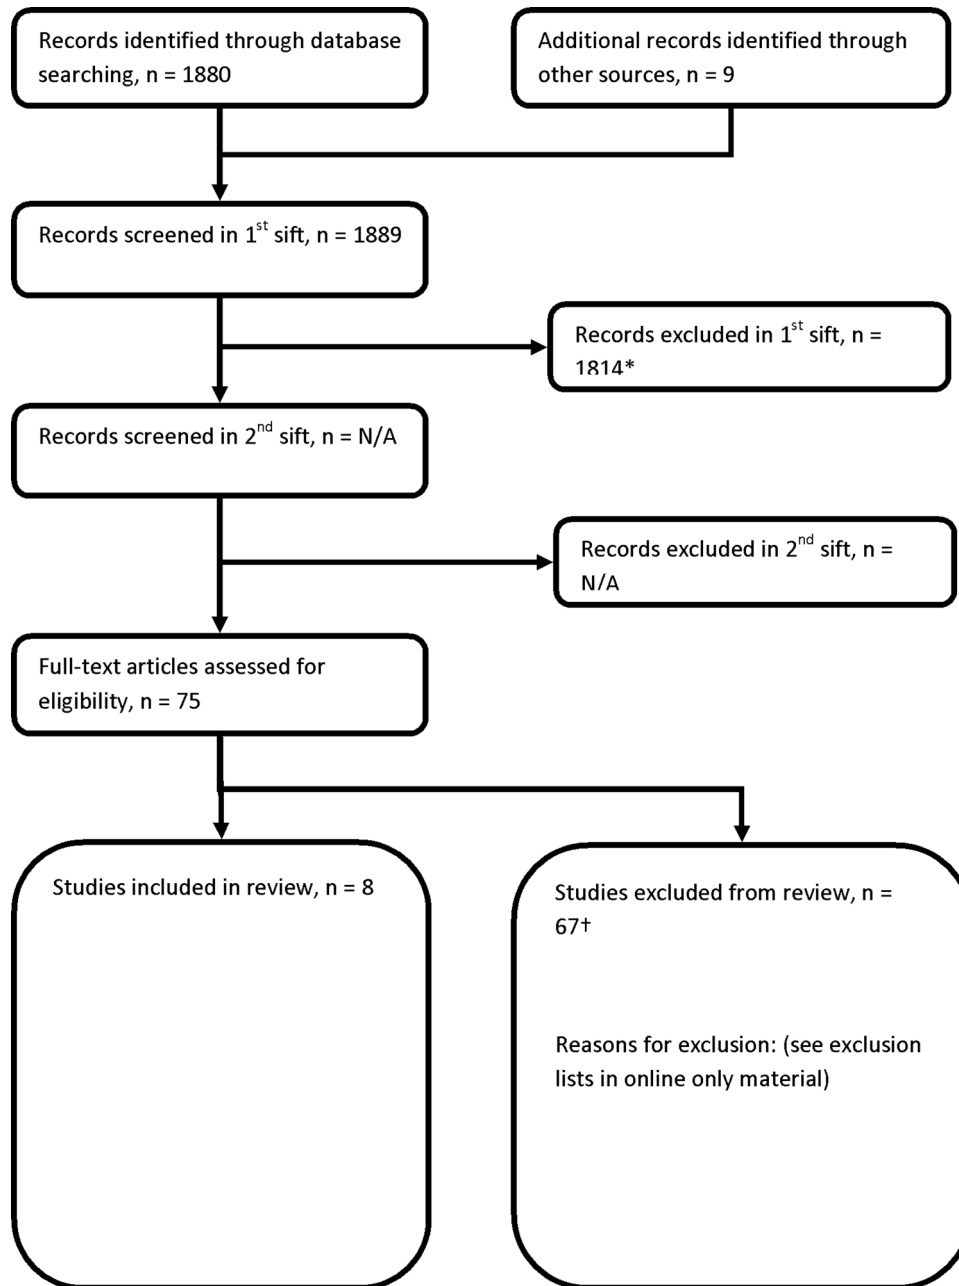 Records identified through database
searching, n = 1880
Additional records identified through
other sources, n = 9
Records screened in 1st sift, n = 1889
Records excluded in 1st sift, n =
1814*
Records screened in 2nd sift, n = N/A
Records excluded in 2nd sift, n =
N/A
Full-text articles assessed for
eligibility, n = 75
Studies included in review, n = 8
Studies excluded from review, n =
67†
Reasons for exclusion: (see exclusion
lists in online only material)